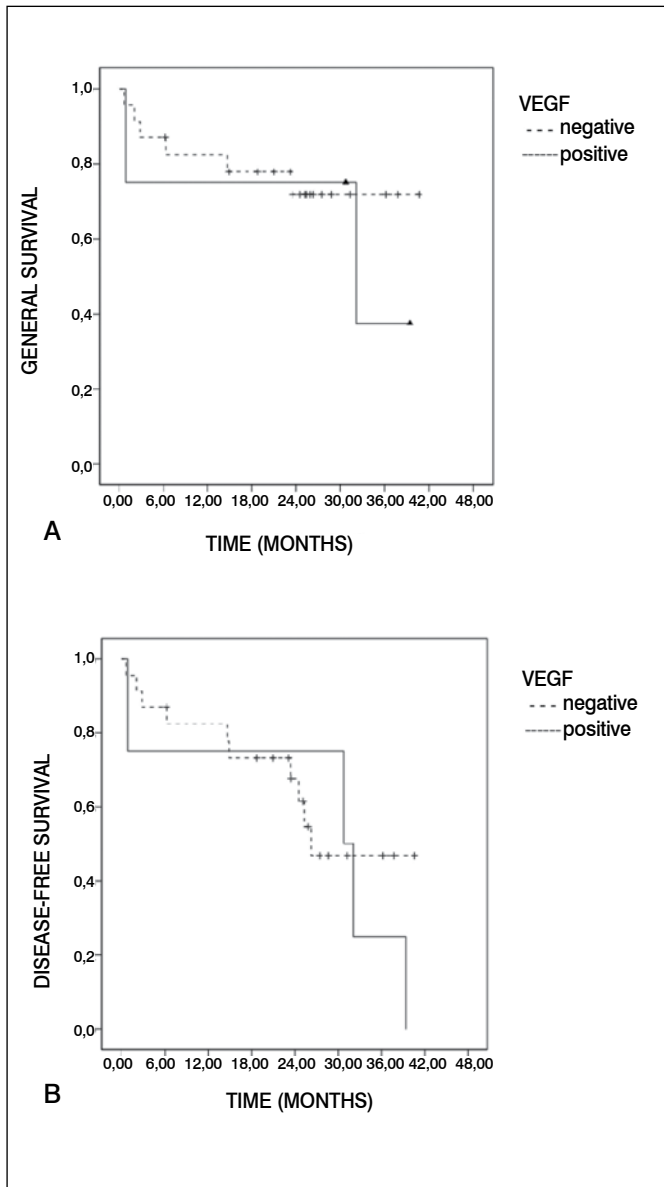 1,0
0,8
0,6
0,4
0,2
0,0
GENERAL SURVIVAL
0,00 6,00 12,00 18,00 24,00 30,00 36,00 42,00 48,00
TIME (MONTHS)
A
VEGF
negative
positive
1,0
0,8
0,6
0,4
0,2
0,0
DISEASE-FREE SURVIVAL
0,00 6,00 12,00 18,00 24,00 30,00 36,00 42,00 48,00
TIME (MONTHS)
B
VEGF
negative
positive